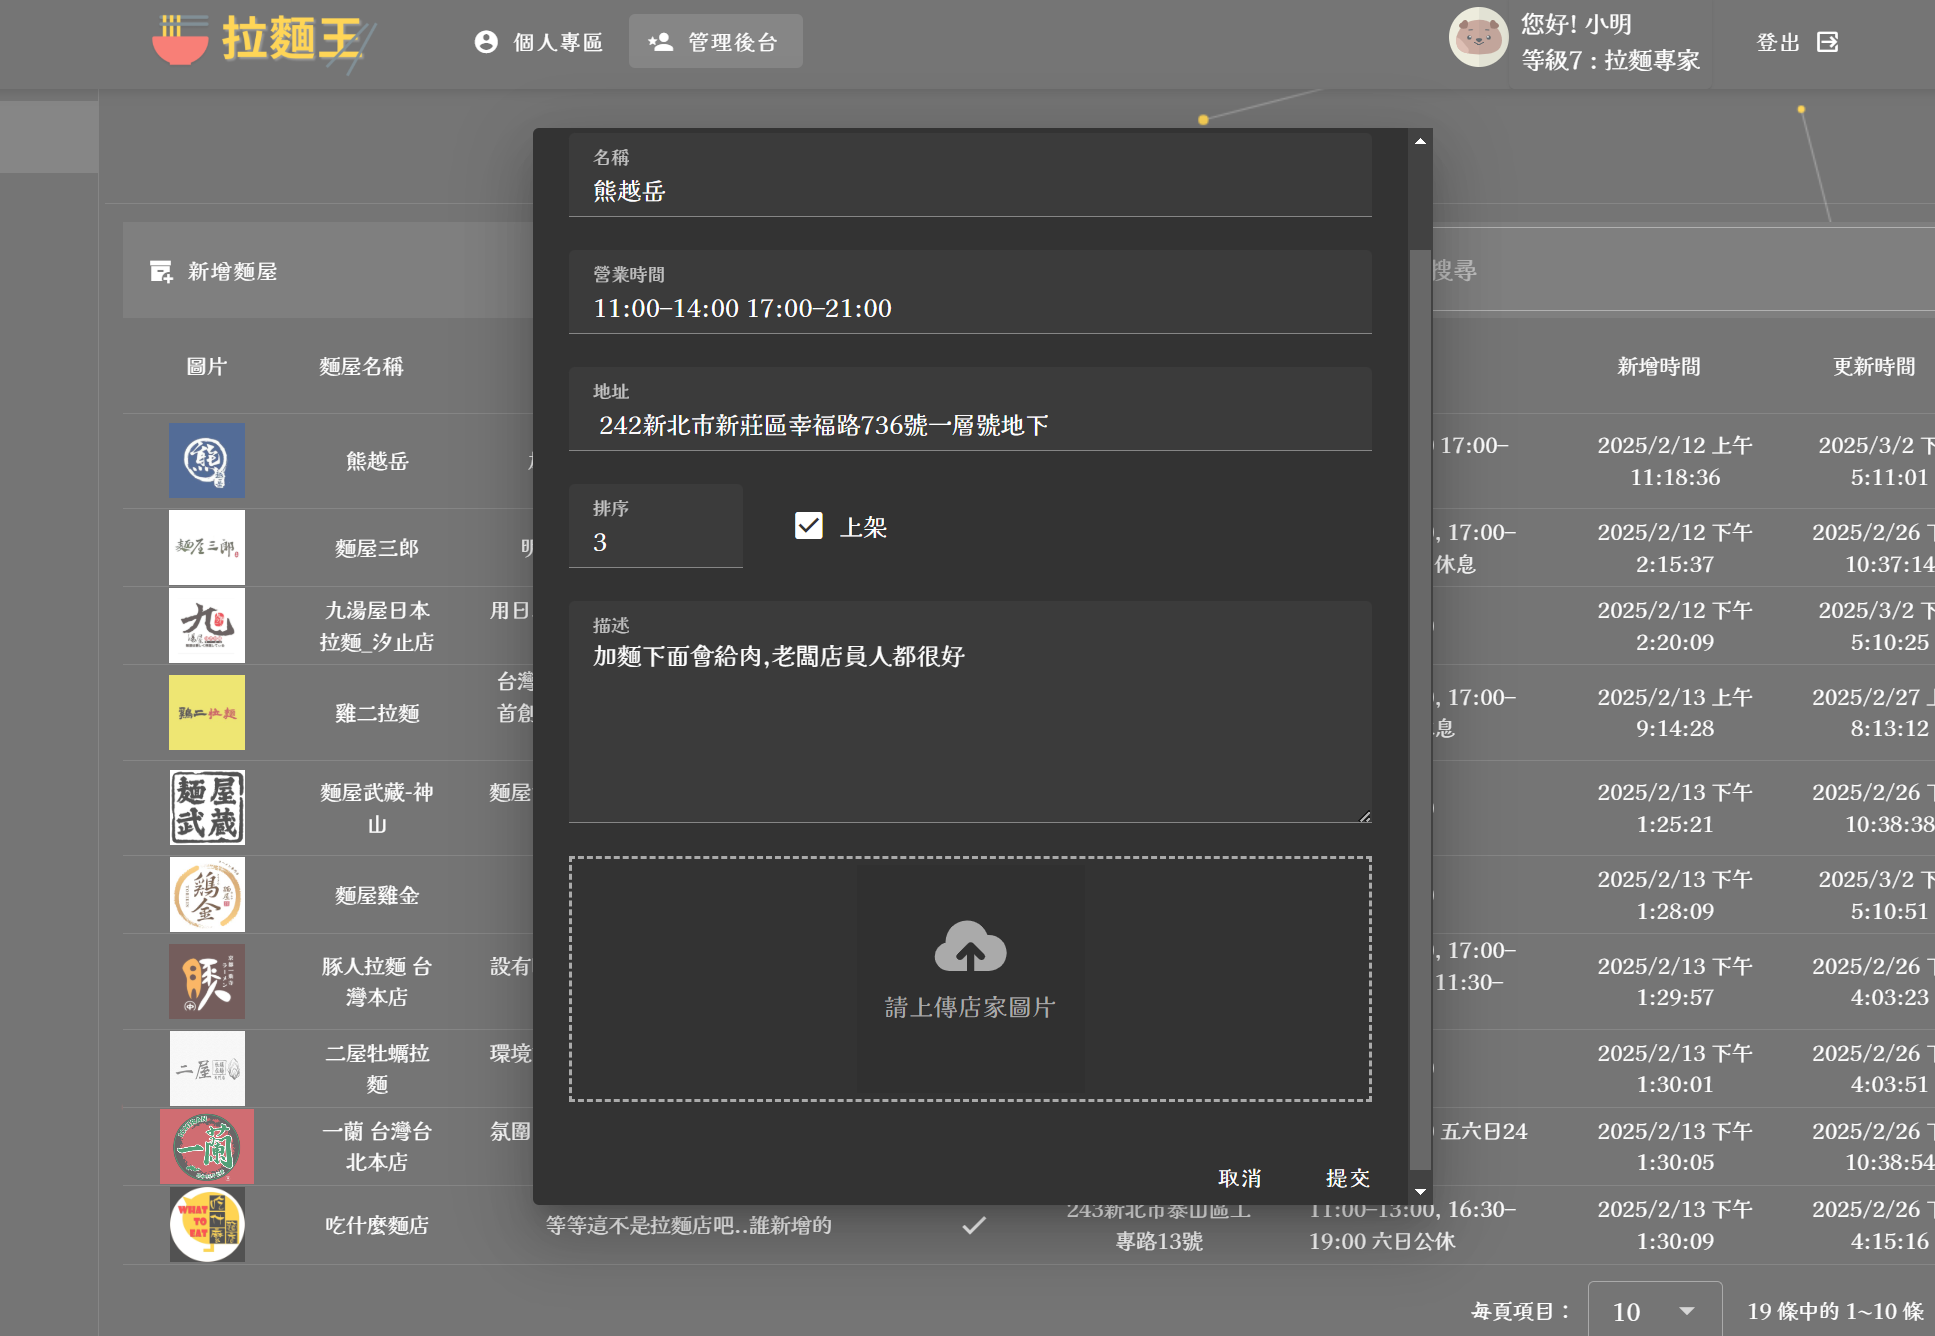 拉麵王
個人專區
管理後台
您好! 小明
等級7 : 拉麵專家
登出
名稱
熊越岳
新增麵屋
營業時間
11:00-14:00 17:00-21:00
搜尋
圖片
麵屋名稱
地址
242新北市新莊區幸福路736號一層號地下
新增時間
更新時間
熊越岳
17:00-
2025/2/12 上午
11:18:36
2025/3/2 下
5:11:01
排序
3
上架
麵屋三郎
麵屋三郎
明
, 17:00-
休息
2025/2/12 下午
2:15:37
2025/2/26 下
10:37:14
九湯屋日本
拉麵_汐止店
用日
2025/2/12 下午
2:20:09
2025/3/2 下
5:10:25
描述
加麵下面會給肉,老闆店員人都很好
雞二拉麵
台灣
首創
, 17:00-
息
2025/2/13 上午
9:14:28
2025/2/27 上
8:13:12
麵屋
武蔵
麵屋武藏-神
山
麵屋
2025/2/13 下午
1:25:21
2025/2/26 下
10:38:38
鶏金
麵屋雞金
2025/2/13 下午
1:28:09
2025/3/2 下
5:10:51
請上傳店家圖片
豚人
豚人拉麵 台
灣本店
設有
, 17:00-
11:30-
2025/2/13 下午
1:29:57
2025/2/26 下
4:03:23
二屋
二屋牡蠣拉
麵
環境
2025/2/13 下午
1:30:01
2025/2/26 下
4:03:51
一蘭
一蘭 台灣台
北本店
氛圍
五六日24
2025/2/13 下午
1:30:05
2025/2/26 下
10:38:54
取消
提交
WHAT
TO
EAT
吃什麼麵店
等等這不是拉麵店吧..誰新增的
243新北市泰山區工
專路13號
11:00-13:00, 16:30-
19:00 六日公休
2025/2/13 下午
1:30:09
2025/2/26 下
4:15:16
每頁項目：
10
19 條中的 1~10 條